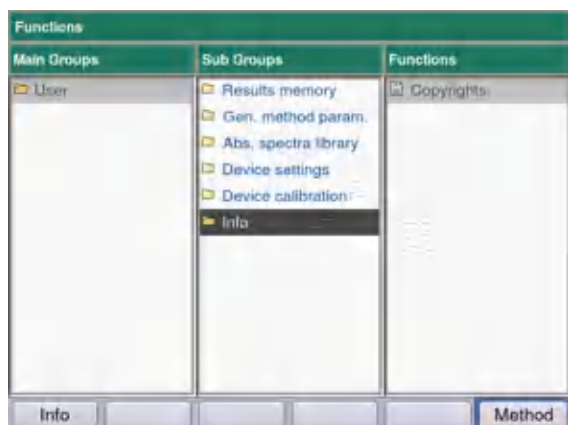 Functions
Main Groups
Sub Groups
Functions
User
Results memory
Gen. method param.
Abs. spectra library
Device settings
Device calibration
Info
Copyrights
Info
Method